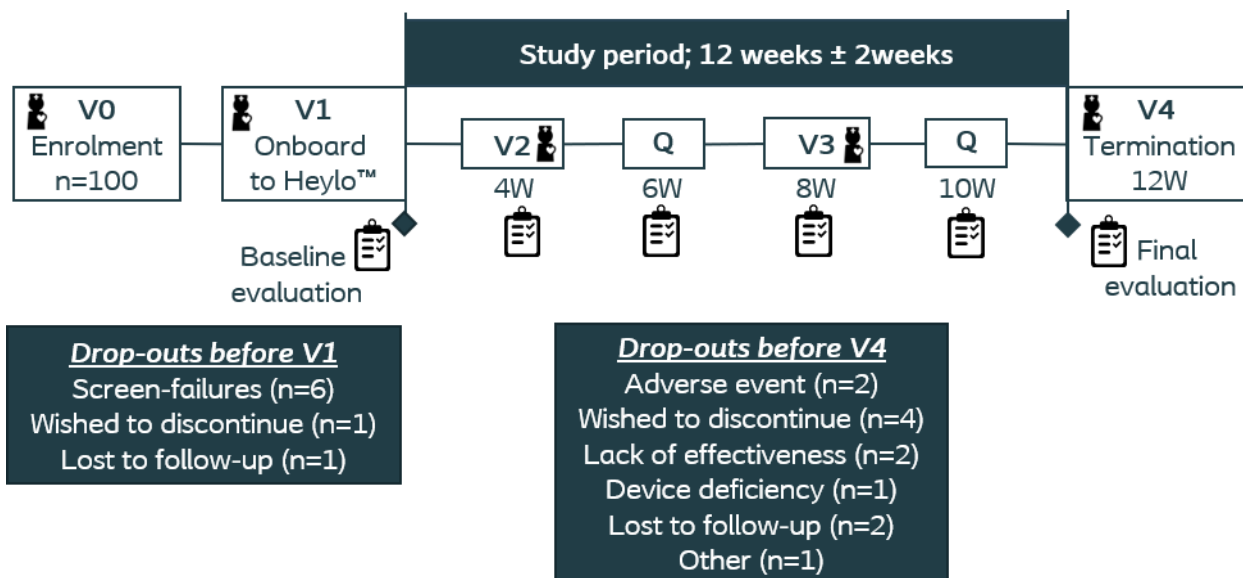 Study period; 12 weeks ± 2weeks
V0
Enrolment
n=100
V1
Onboard
to Heylo™
V2
4W
Q
6W
V3
8W
Q
10W
V4
Termination
12W
Baseline
evaluation
Final
evaluation
Drop-outs before V1
Screen-failures (n=6)
Wished to discontinue (n=1)
Lost to follow-up (n=1)
Drop-outs before V4
Adverse event (n=2)
Wished to discontinue (n=4)
Lack of effectiveness (n=2)
Device deficiency (n=1)
Lost to follow-up (n=2)
Other (n=1)